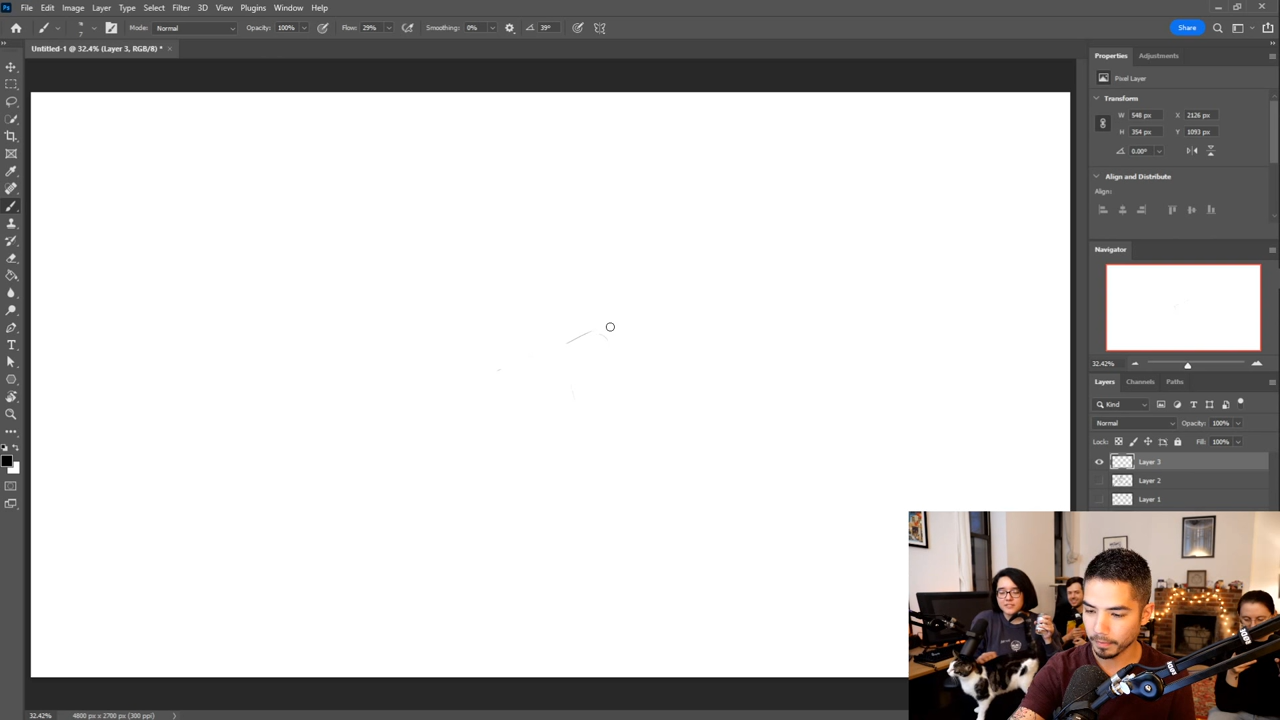 Ps File Edit Image Layer Type Select Filter 3D View Plugins Window Help
7 Mode: Normal Opacity: 100% Flow: 29% Smoothing: 0% 39° Share
Untitled-1 @ 32.4% (Layer 3, RGB/8) *
Properties Adjustments
Pixel Layer
Transform
W 548 px X 2126 px
H 354 px Y 1093 px
0.00°
Align and Distribute
Align:
Navigator
32.42%
Layers Channels Paths
Kind
Normal Opacity: 100%
Lock: Fill: 100%
Layer 3
Layer 2
Layer 1
RODE
RODE
32.42% 4800 px x 2700 px (300 ppi)